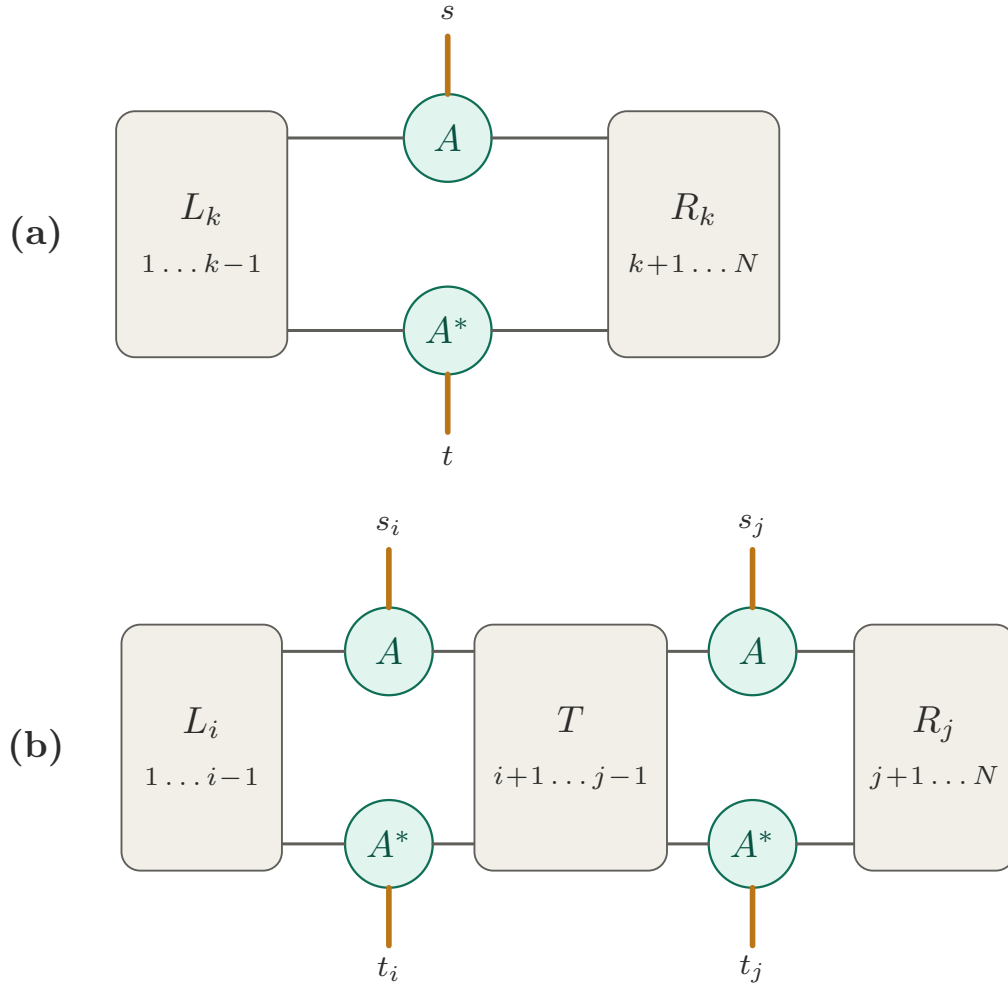 s
A
L_k
R_k
(a)
1 … k−1
k+1 … N
A*
t
s_i
s_j
A
A
L_i
T
R_j
(b)
1 … i−1
i+1 … j−1
j+1 … N
A*
A*
t_i
t_j